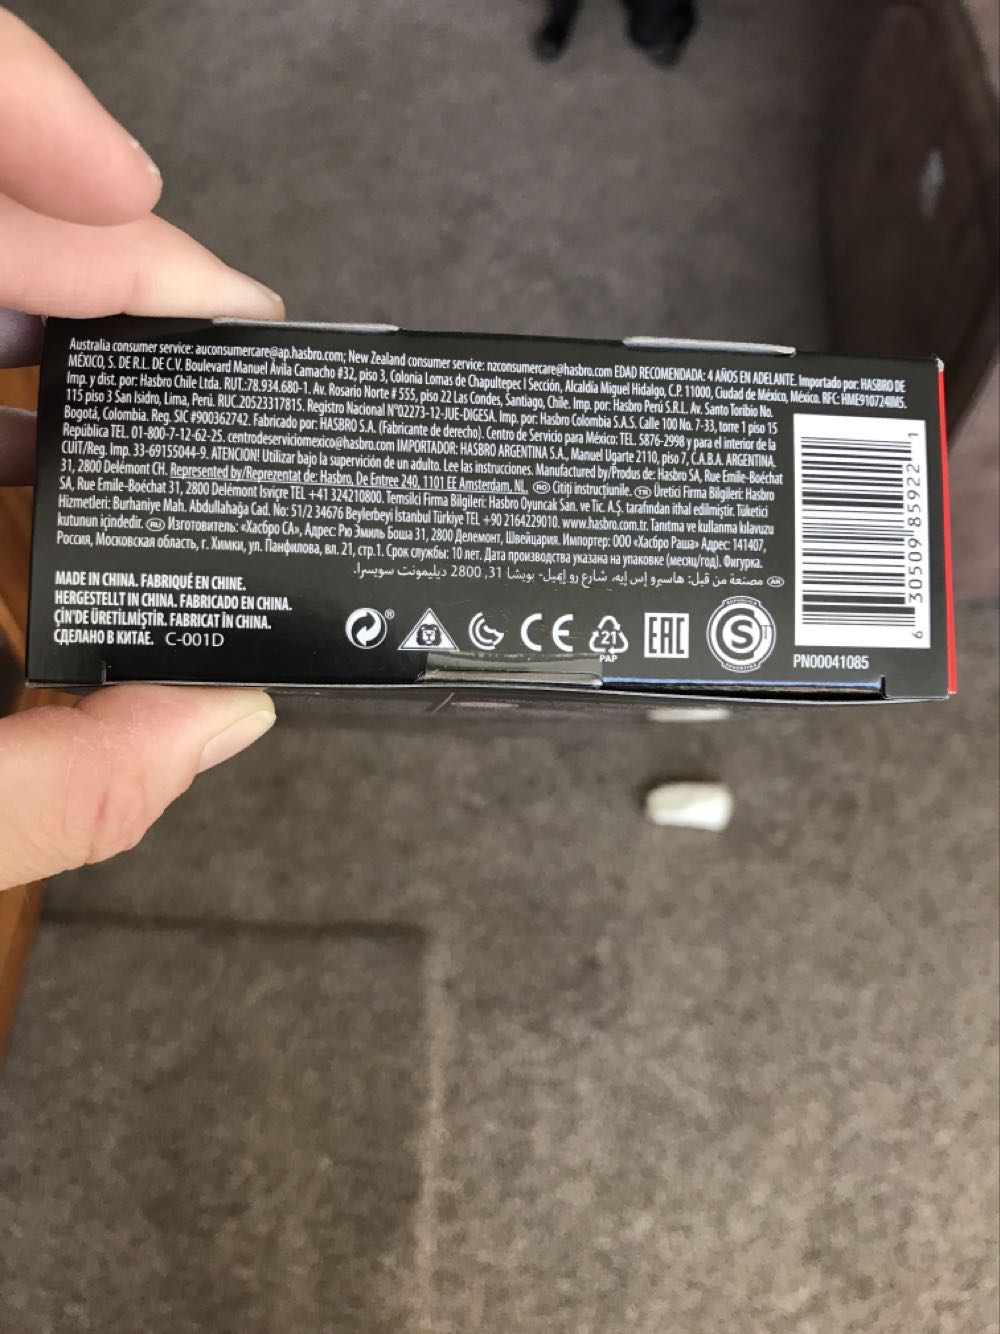 Australia consumer service: auconsumercare@ap.hasbro.com; New Zealand consumer service: nzconsumercare@hasbro.com EDAD RECOMENDADA: 4 AÑOS EN ADELANTE. Importado por: HASBRO DE
MÉXICO, S. DE R.L. DE C.V. Boulevard Manuel Ávila Camacho #32, piso 3, Colonia Lomas de Chapultepec I Sección, Alcaldía Miguel Hidalgo, C.P. 11000, Ciudad de México, México. RFC: HME910724IM5.
Imp. y dist. por: Hasbro Chile Ltda. RUT.:78.934.680-1. Av. Rosario Norte # 555, piso 22 Las Condes, Santiago, Chile. Imp. por: Hasbro Perú S.R.L. Av. Santo Toribio No.
115 piso 3 San Isidro, Lima, Perú. RUC.20523317815. Registro Nacional N°02273-12-JUE-DIGESA. Imp. por: Hasbro Colombia S.A.S. Calle 100 No. 7-33, torre 1 piso 15
Bogotá, Colombia. Reg. SIC #900362742. Fabricado por: HASBRO S.A. (Fabricante de derecho). Centro de Servicio para México: TEL. 5876-2998 y para el interior de la
República TEL. 01-800-7-12-62-25. centrodeserviciomexico@hasbro.com IMPORTADOR: HASBRO ARGENTINA S.A., Manuel Ugarte 2110, piso 7, C.A.B.A. ARGENTINA.
CUIT/Reg. Imp. 33-69155044-9. ATENCION! Utilizar bajo la supervición de un adulto. Lee las instrucciones. Manufactured by/Produs de: Hasbro SA, Rue Emile-Boéchat
31, 2800 Delémont CH. Represented by/Reprezentat de: Hasbro, De Entree 240, 1101 EE Amsterdam, NL. RO Citiți instrucțiunile. TR Üretici Firma Bilgileri: Hasbro
SA, Rue Emile-Boéchat 31, 2800 Delémont İsviçre TEL +41 324210800. Temsilci Firma Bilgileri: Hasbro Oyuncak San. ve Tic. A.Ş. tarafından ithal edilmiştir. Tüketici
Hizmetleri: Burhaniye Mah. Abdullahağa Cad. No: 51/2 34676 Beylerbeyi İstanbul Türkiye TEL +90 2164229010. www.hasbro.com.tr. Tanıtma ve kullanma kılavuzu
kutunun içindedir. RU Изготовитель: «Хасбро СА», Адрес: Рю Эмиль Боша 31, 2800 Делемонт, Швейцария. Импортер: ООО «Хасбро Раша» Адрес: 141407,
Россия, Московская область, г. Химки, ул. Панфилова, вл. 21, стр.1. Срок службы: 10 лет. Дата производства указана на упаковке (месяц/год). Фигурка.
AR مصنعة من قبل: هاسبرو إس إيه، شارع رو إميل- بويشا 31, 2800 ديليمونت سويسرا.
MADE IN CHINA. FABRIQUÉ EN CHINE.
HERGESTELLT IN CHINA. FABRICADO EN CHINA.
ÇİN'DE ÜRETİLMİŞTİR. FABRICAT ÎN CHINA.
СДЕЛАНО В КИТАЕ. C-001D
®
CE
21
PAP
EAC
S
6 30509 85922 1
PN00041085